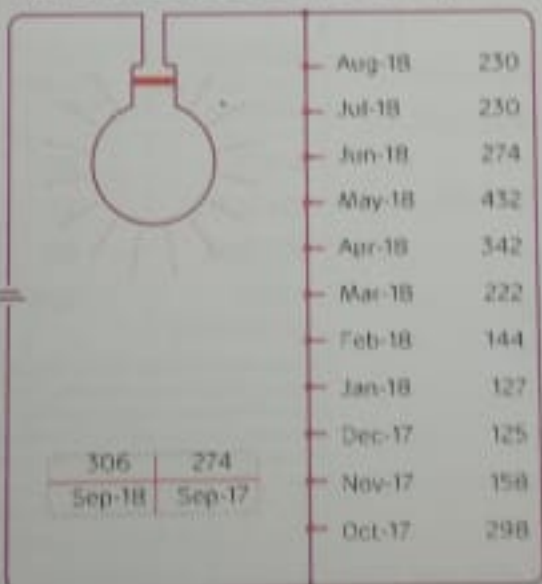 Aug-18 230
Jul-18 230
Jun-18 274
May-18 432
Apr-18 342
Mar-18 222
Feb-18 144
Jan-18 127
Dec-17 125
Nov-17 158
Oct-17 298
306 274
Sep-18 Sep-17